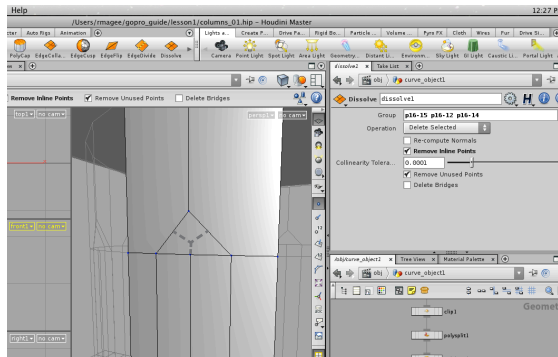 Help 12:27 P
/Users/rmagee/gopro_guide/lesson1/columns_01.hip - Houdini Master
cter Auto Rigs Animation
PolyCap EdgeColla... EdgeCusp EdgeFlip EdgeDivide Dissolve
Lights a... Create P... Drive Pa... Rigid Bo... Particle ... Volume ... Pyro FX Cloth Wires Fur Drive Si...
Camera Point Light Spot Light Area Light Geometry... Distant Li... Environm... Sky Light GI Light Caustic Li... Portal Light
dissolve1 x Take List x
obj curve_object1
Remove Inline Points Remove Unused Points Delete Bridges
Dissolve dissolve1
Group p16-15 p16-12 p16-14
Operation Delete Selected
Re-compute Normals
Remove Inline Points
Collinearity Tolera... 0.0001
Remove Unused Points
Delete Bridges
top1 no cam
persp1 no cam
front1 no cam
right1 no cam
/obj/curve_object1 x Tree View x Material Palette x
obj curve_object1
Geomet
clip1
polysplit1